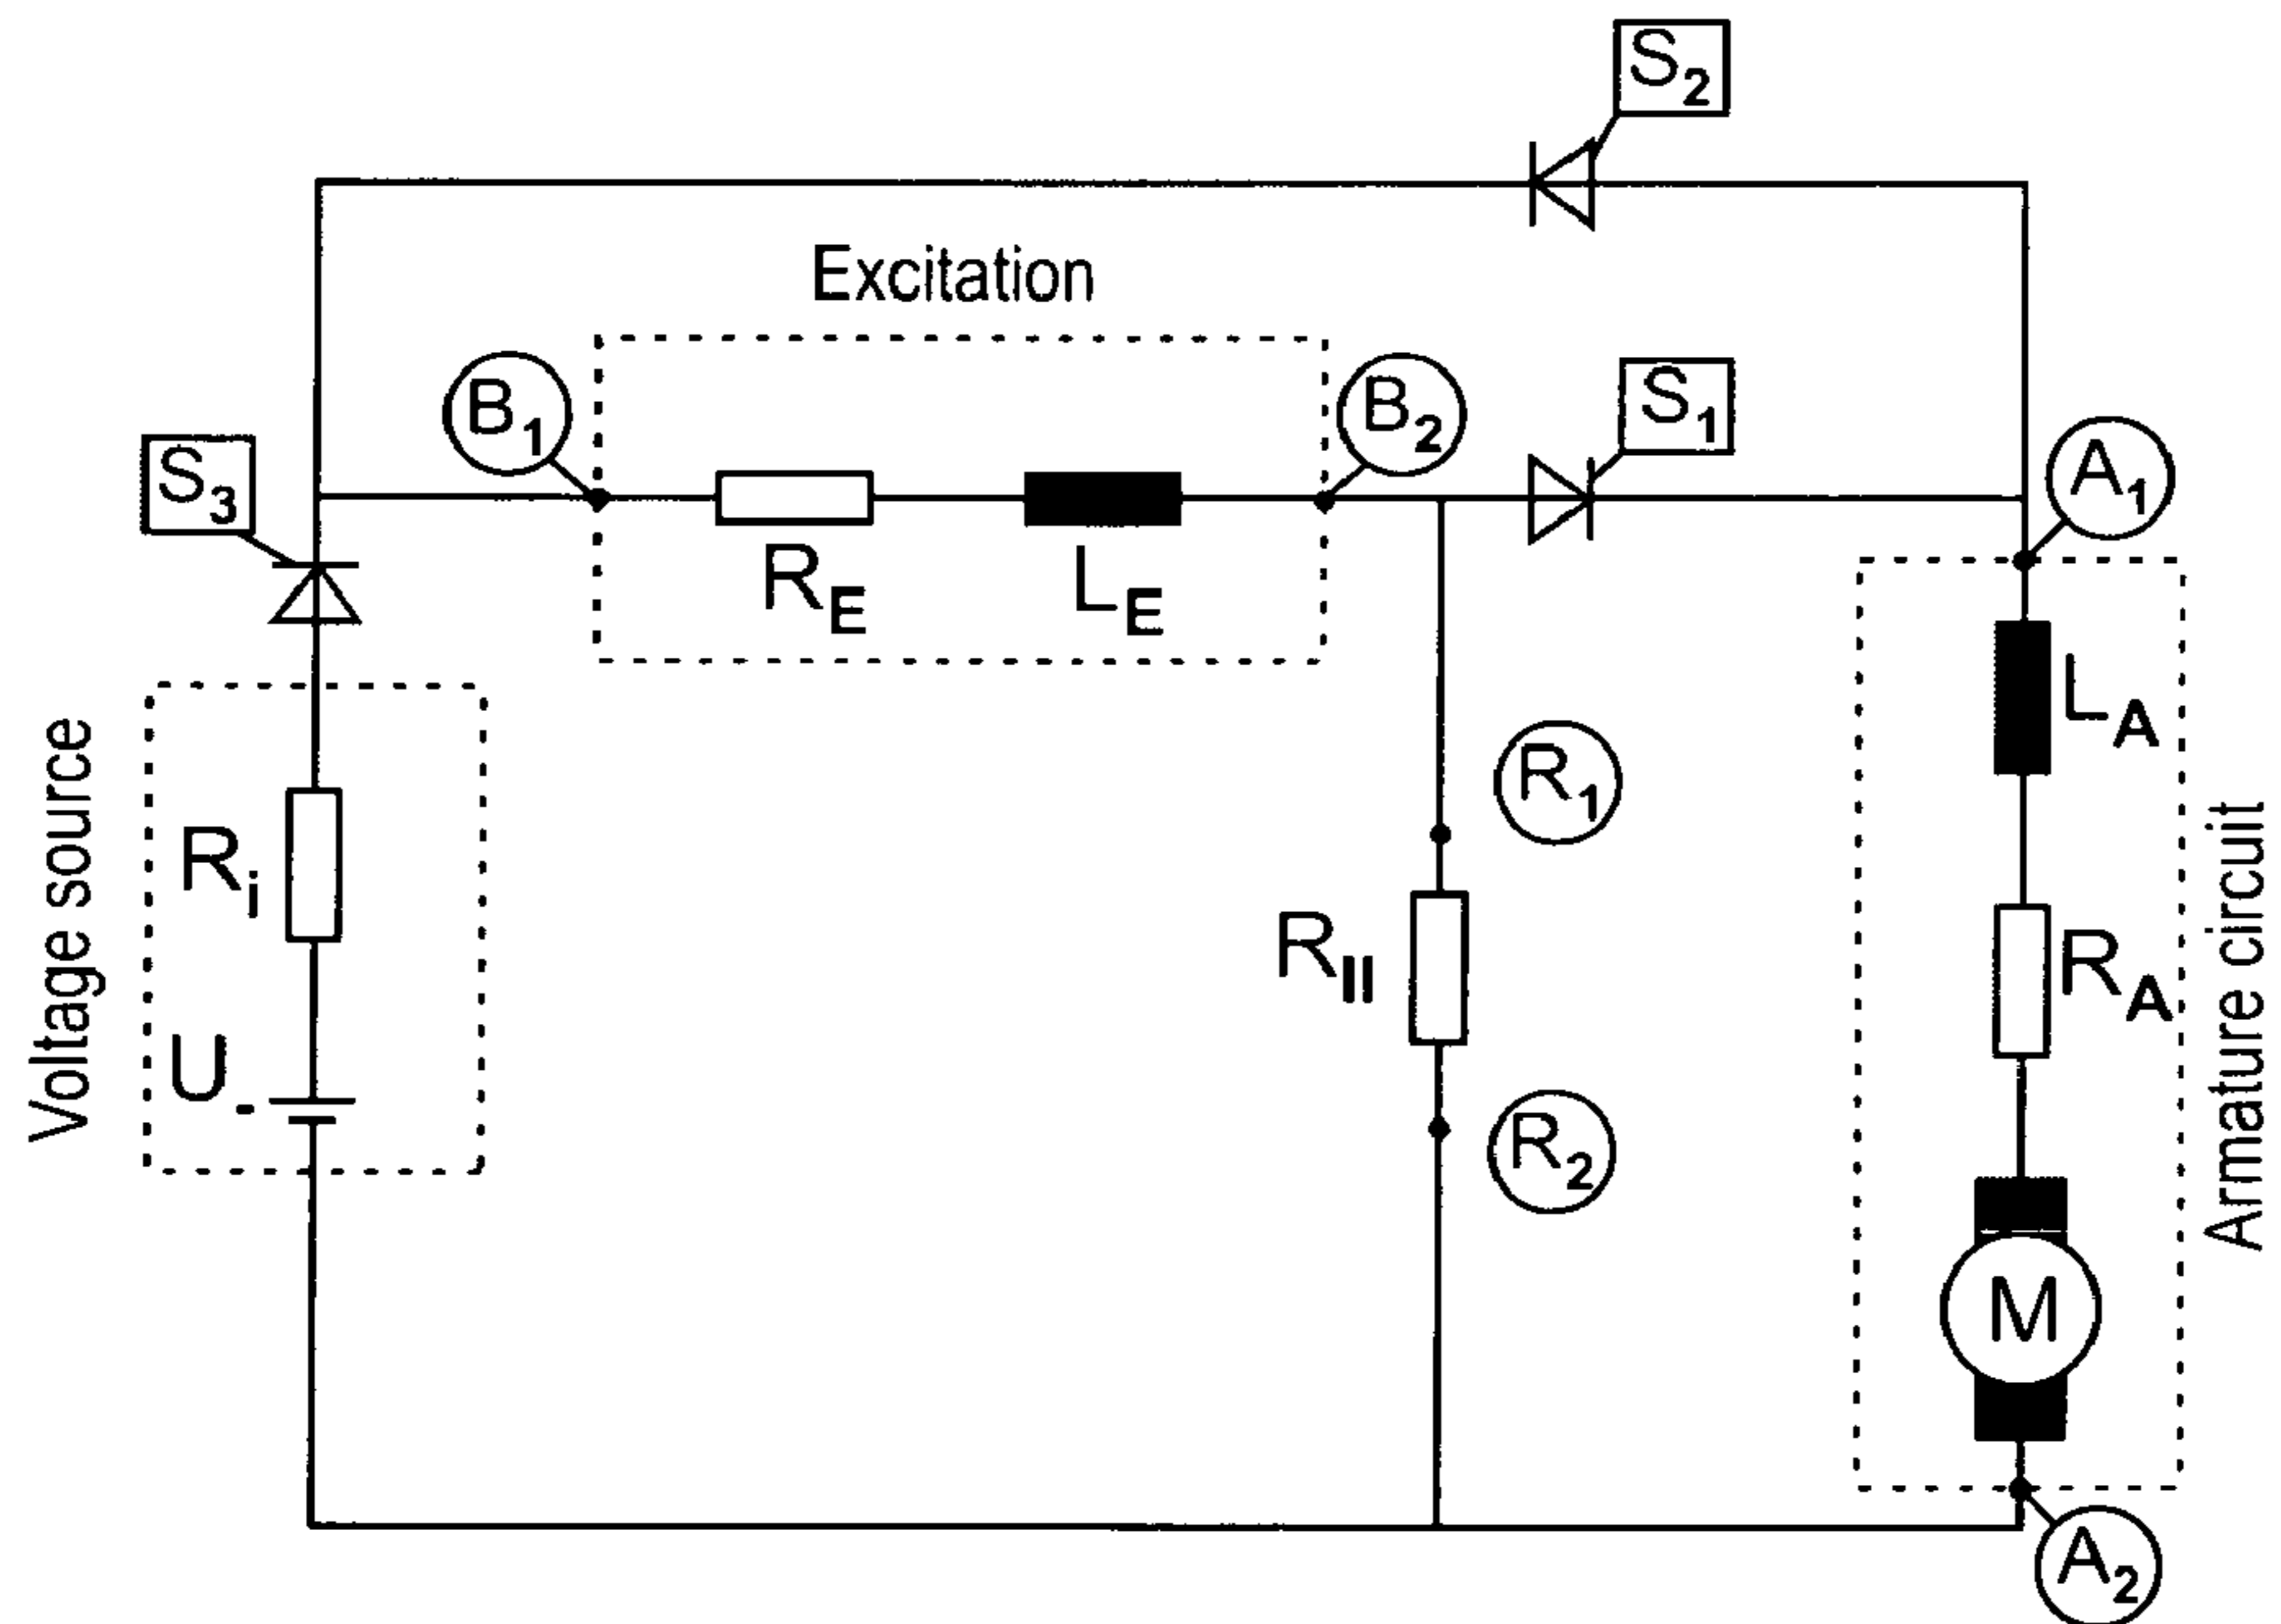 S2
Excitation
B1
B2
S1
A1
S3
RE
LE
LA
R1
Voltage source
Ri
RII
RA
Armature circuit
U-
R2
M
A2